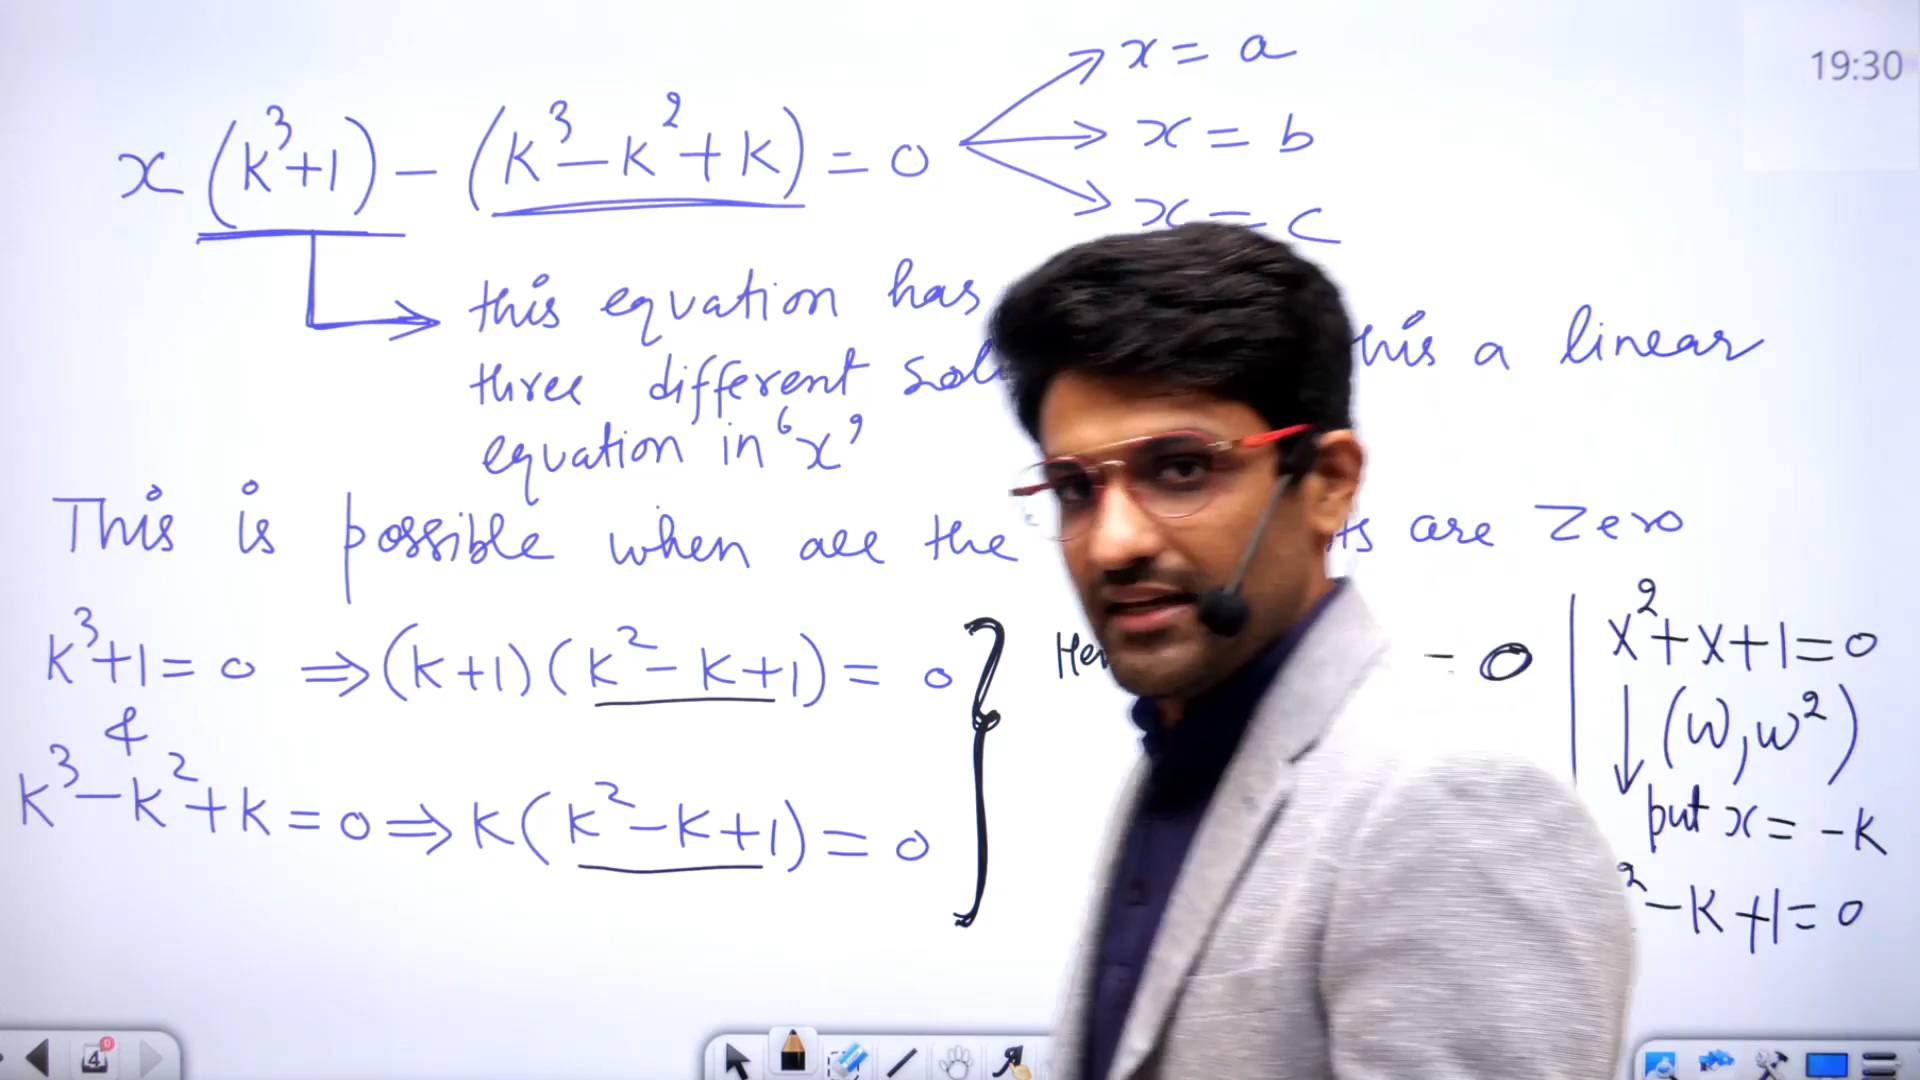 19:30
x = a
x(k³+1) - (k³-k²+k) = 0
x = b
x = c
this equation has
three different
his a linear
equation in 'x'
This is possible when all the
are zero
k³+1 = 0 ⇒ (k+1)(k²-k+1) = 0
- 0
&
k³-k²+k = 0 ⇒ k(k²-k+1) = 0
x²+x+1=0
(ω, ω²)
put x = -k
²-k+1=0
4